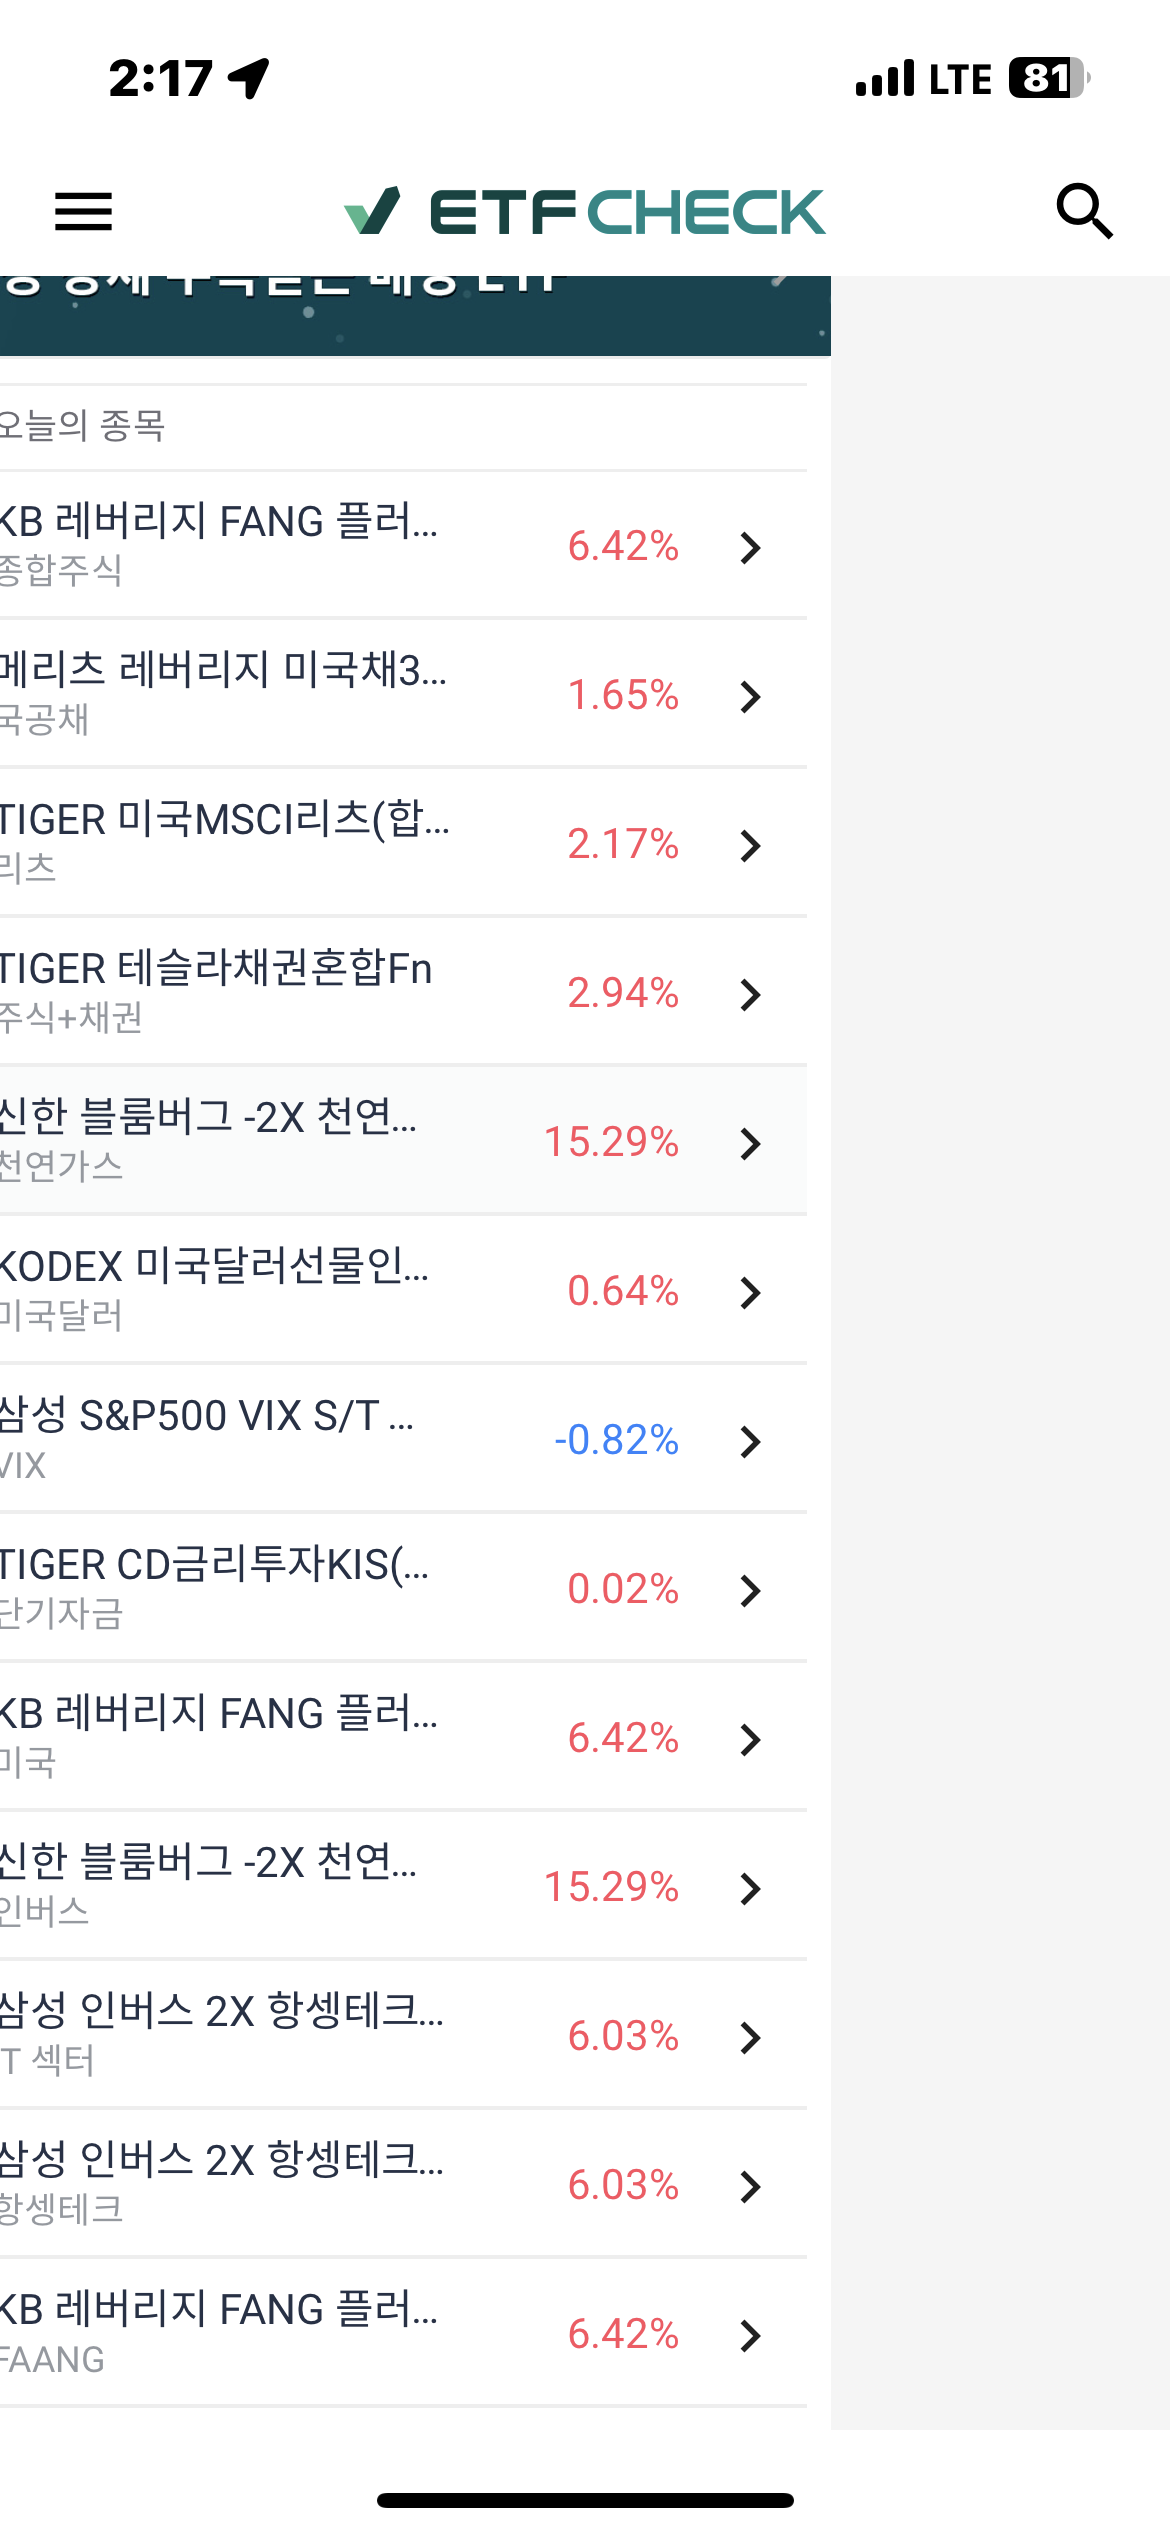 2:17
LTE 81
ETF CHECK
배당 ETF
오늘의 종목
KB 레버리지 FANG 플러...
6.42%
종합주식
메리츠 레버리지 미국채3...
1.65%
국공채
TIGER 미국MSCI리츠(합...
2.17%
리츠
TIGER 테슬라채권혼합Fn
2.94%
주식+채권
신한 블룸버그 -2X 천연...
15.29%
천연가스
KODEX 미국달러선물인...
0.64%
미국달러
삼성 S&P500 VIX S/T ...
-0.82%
VIX
TIGER CD금리투자KIS(...
0.02%
단기자금
KB 레버리지 FANG 플러...
6.42%
미국
신한 블룸버그 -2X 천연...
15.29%
인버스
삼성 인버스 2X 항셍테크...
6.03%
IT 섹터
삼성 인버스 2X 항셍테크...
6.03%
항셍테크
KB 레버리지 FANG 플러...
6.42%
FAANG